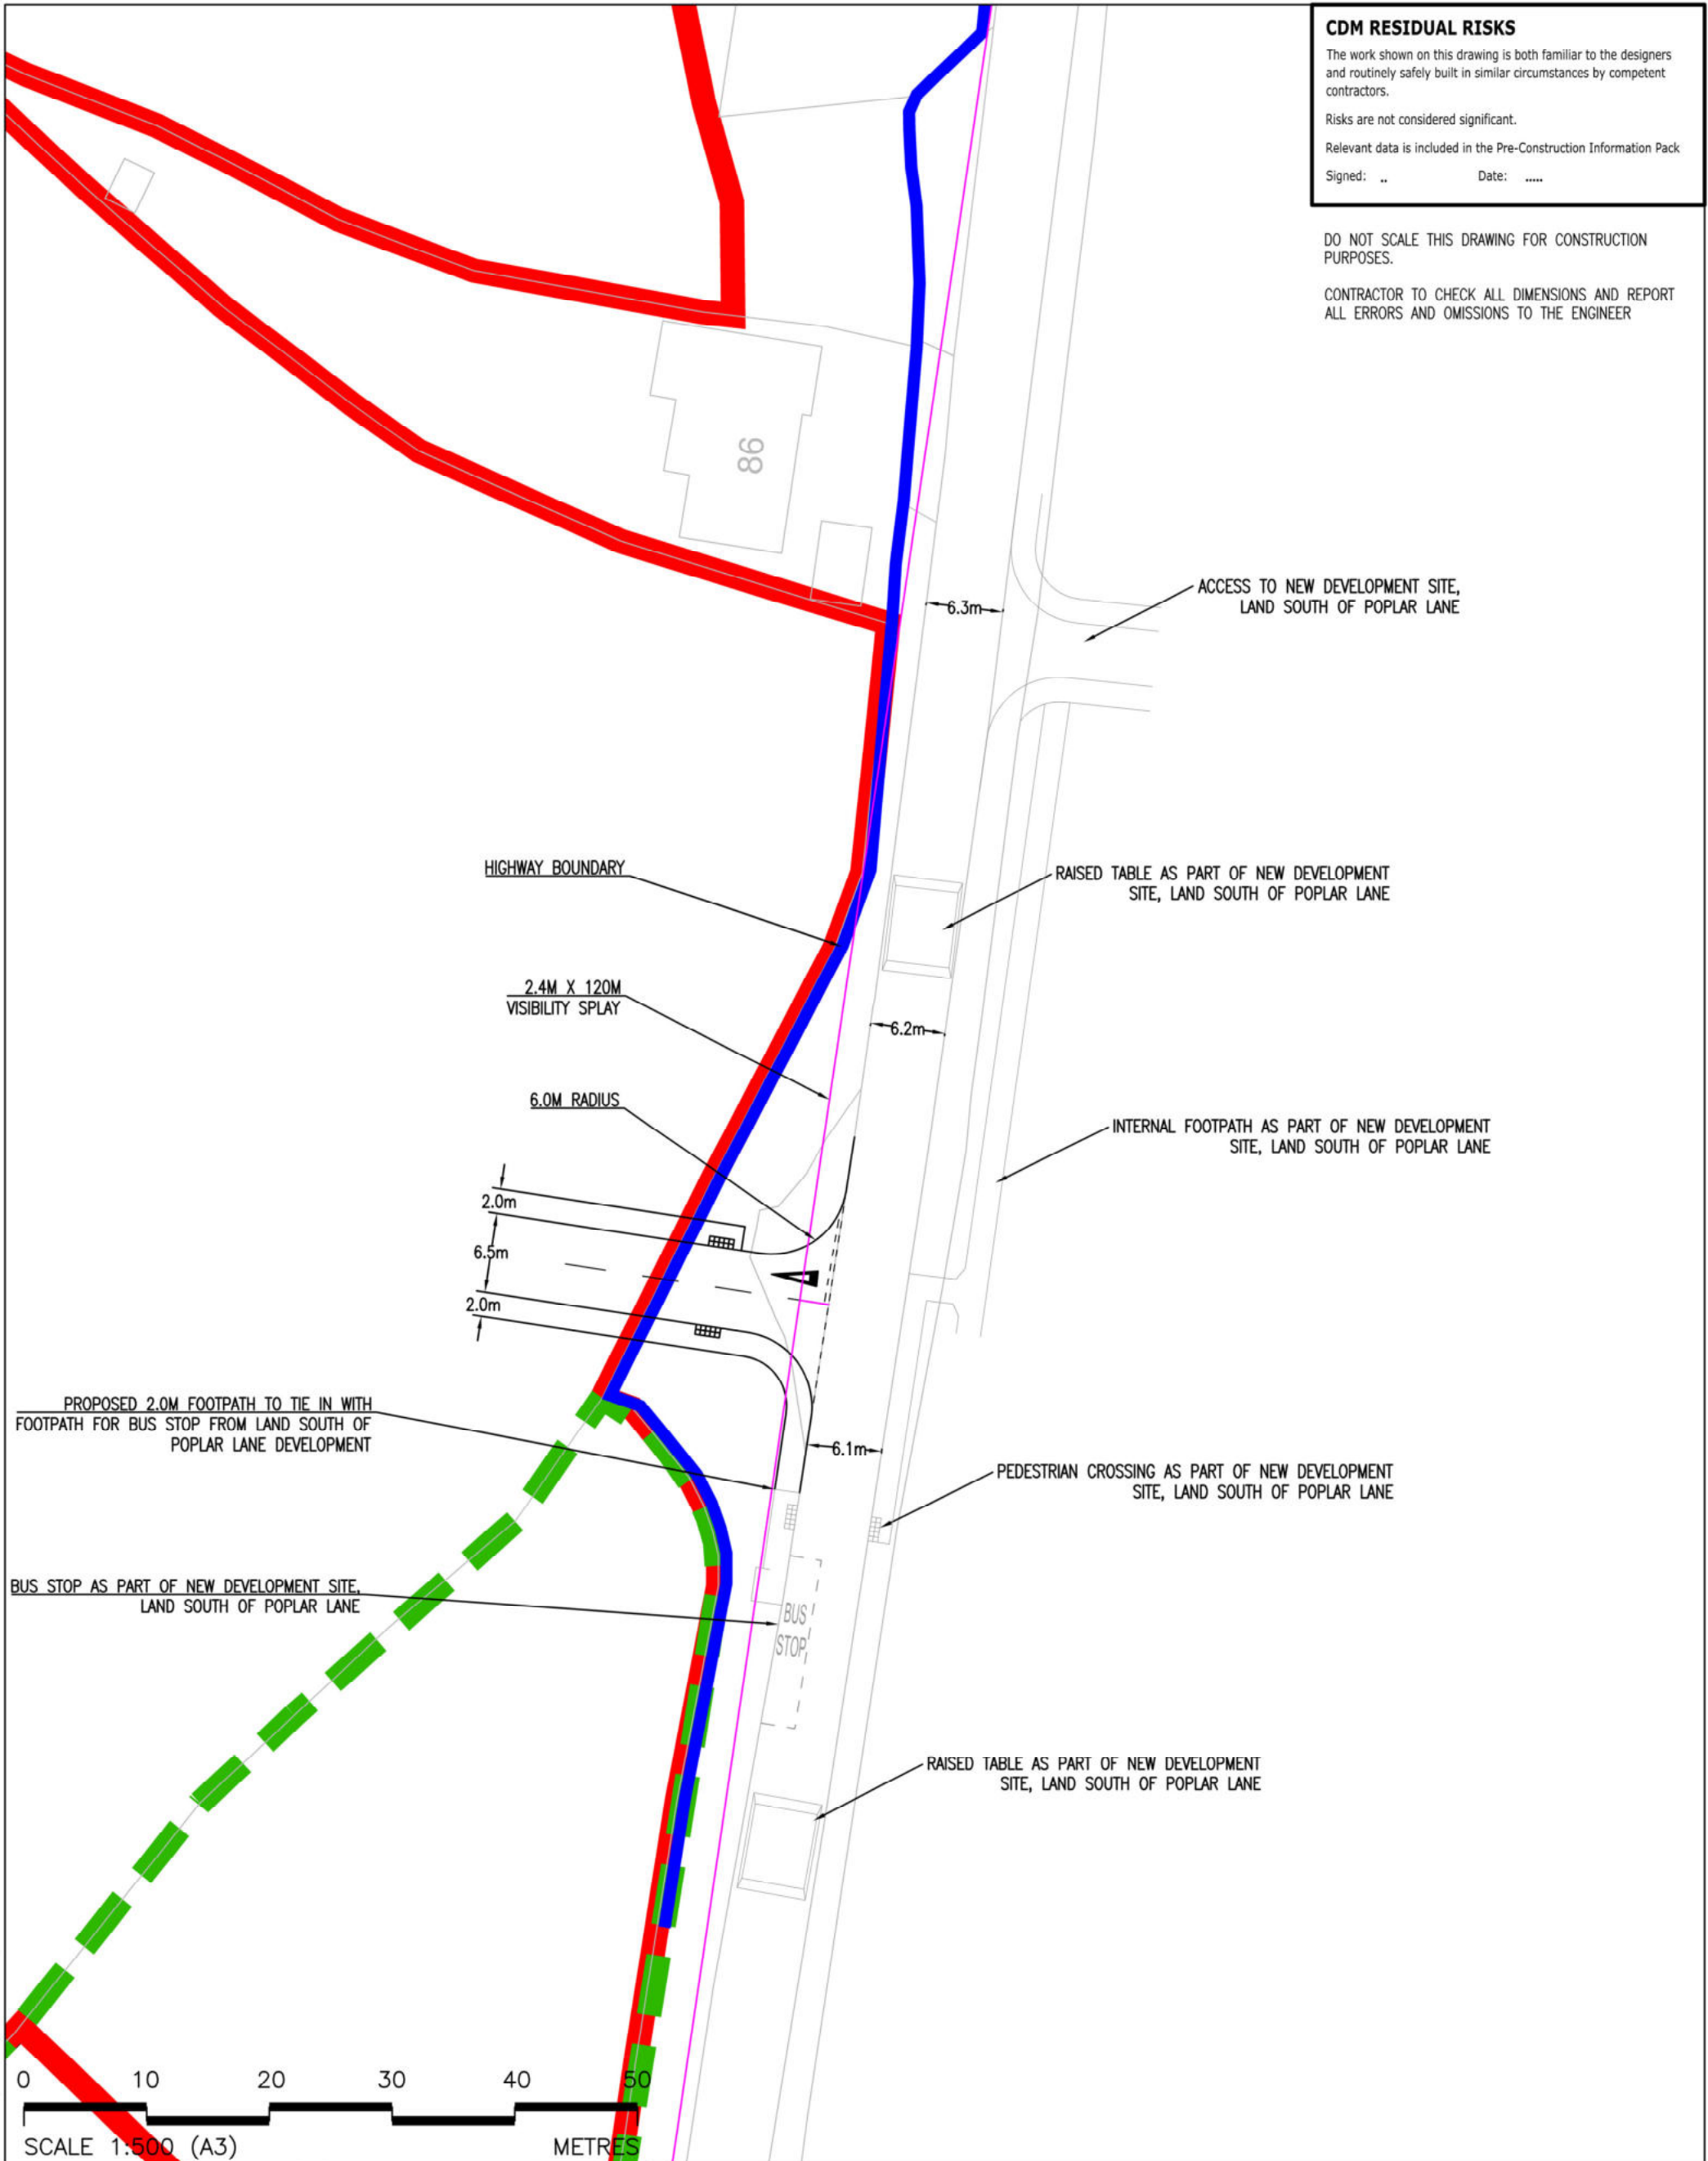 CDM RESIDUAL RISKS
The work shown on this drawing is both familiar to the designers
and routinely safely built in similar circumstances by competent
contractors.
Risks are not considered significant.
Relevant data is included in the Pre-Construction Information Pack
Signed: .. Date: .....
DO NOT SCALE THIS DRAWING FOR CONSTRUCTION
PURPOSES.
CONTRACTOR TO CHECK ALL DIMENSIONS AND REPORT
ALL ERRORS AND OMISSIONS TO THE ENGINEER
86
ACCESS TO NEW DEVELOPMENT SITE,
LAND SOUTH OF POPLAR LANE
6.3m
HIGHWAY BOUNDARY
RAISED TABLE AS PART OF NEW DEVELOPMENT
SITE, LAND SOUTH OF POPLAR LANE
2.4M X 120M
VISIBILITY SPLAY
6.2m
6.0M RADIUS
INTERNAL FOOTPATH AS PART OF NEW DEVELOPMENT
SITE, LAND SOUTH OF POPLAR LANE
2.0m
6.5m
2.0m
PROPOSED 2.0M FOOTPATH TO TIE IN WITH
FOOTPATH FOR BUS STOP FROM LAND SOUTH OF
POPLAR LANE DEVELOPMENT
6.1m
PEDESTRIAN CROSSING AS PART OF NEW DEVELOPMENT
SITE, LAND SOUTH OF POPLAR LANE
BUS STOP AS PART OF NEW DEVELOPMENT SITE,
LAND SOUTH OF POPLAR LANE
BUS
STOP
RAISED TABLE AS PART OF NEW DEVELOPMENT
SITE, LAND SOUTH OF POPLAR LANE
0 10 20 30 40 50
SCALE 1:500 (A3) METRES